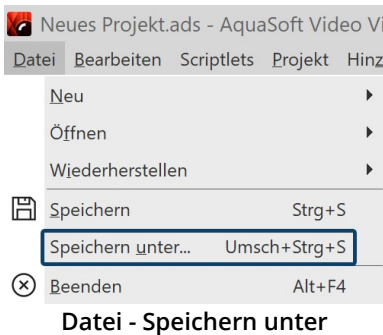 Neues Projekt.ads - AquaSoft Video Vi
Datei Bearbeiten Scriptlets Projekt Hinz
Neu
Öffnen
Wiederherstellen
Speichern Strg+S
Speichern unter... Umsch+Strg+S
Beenden Alt+F4
Datei - Speichern unter